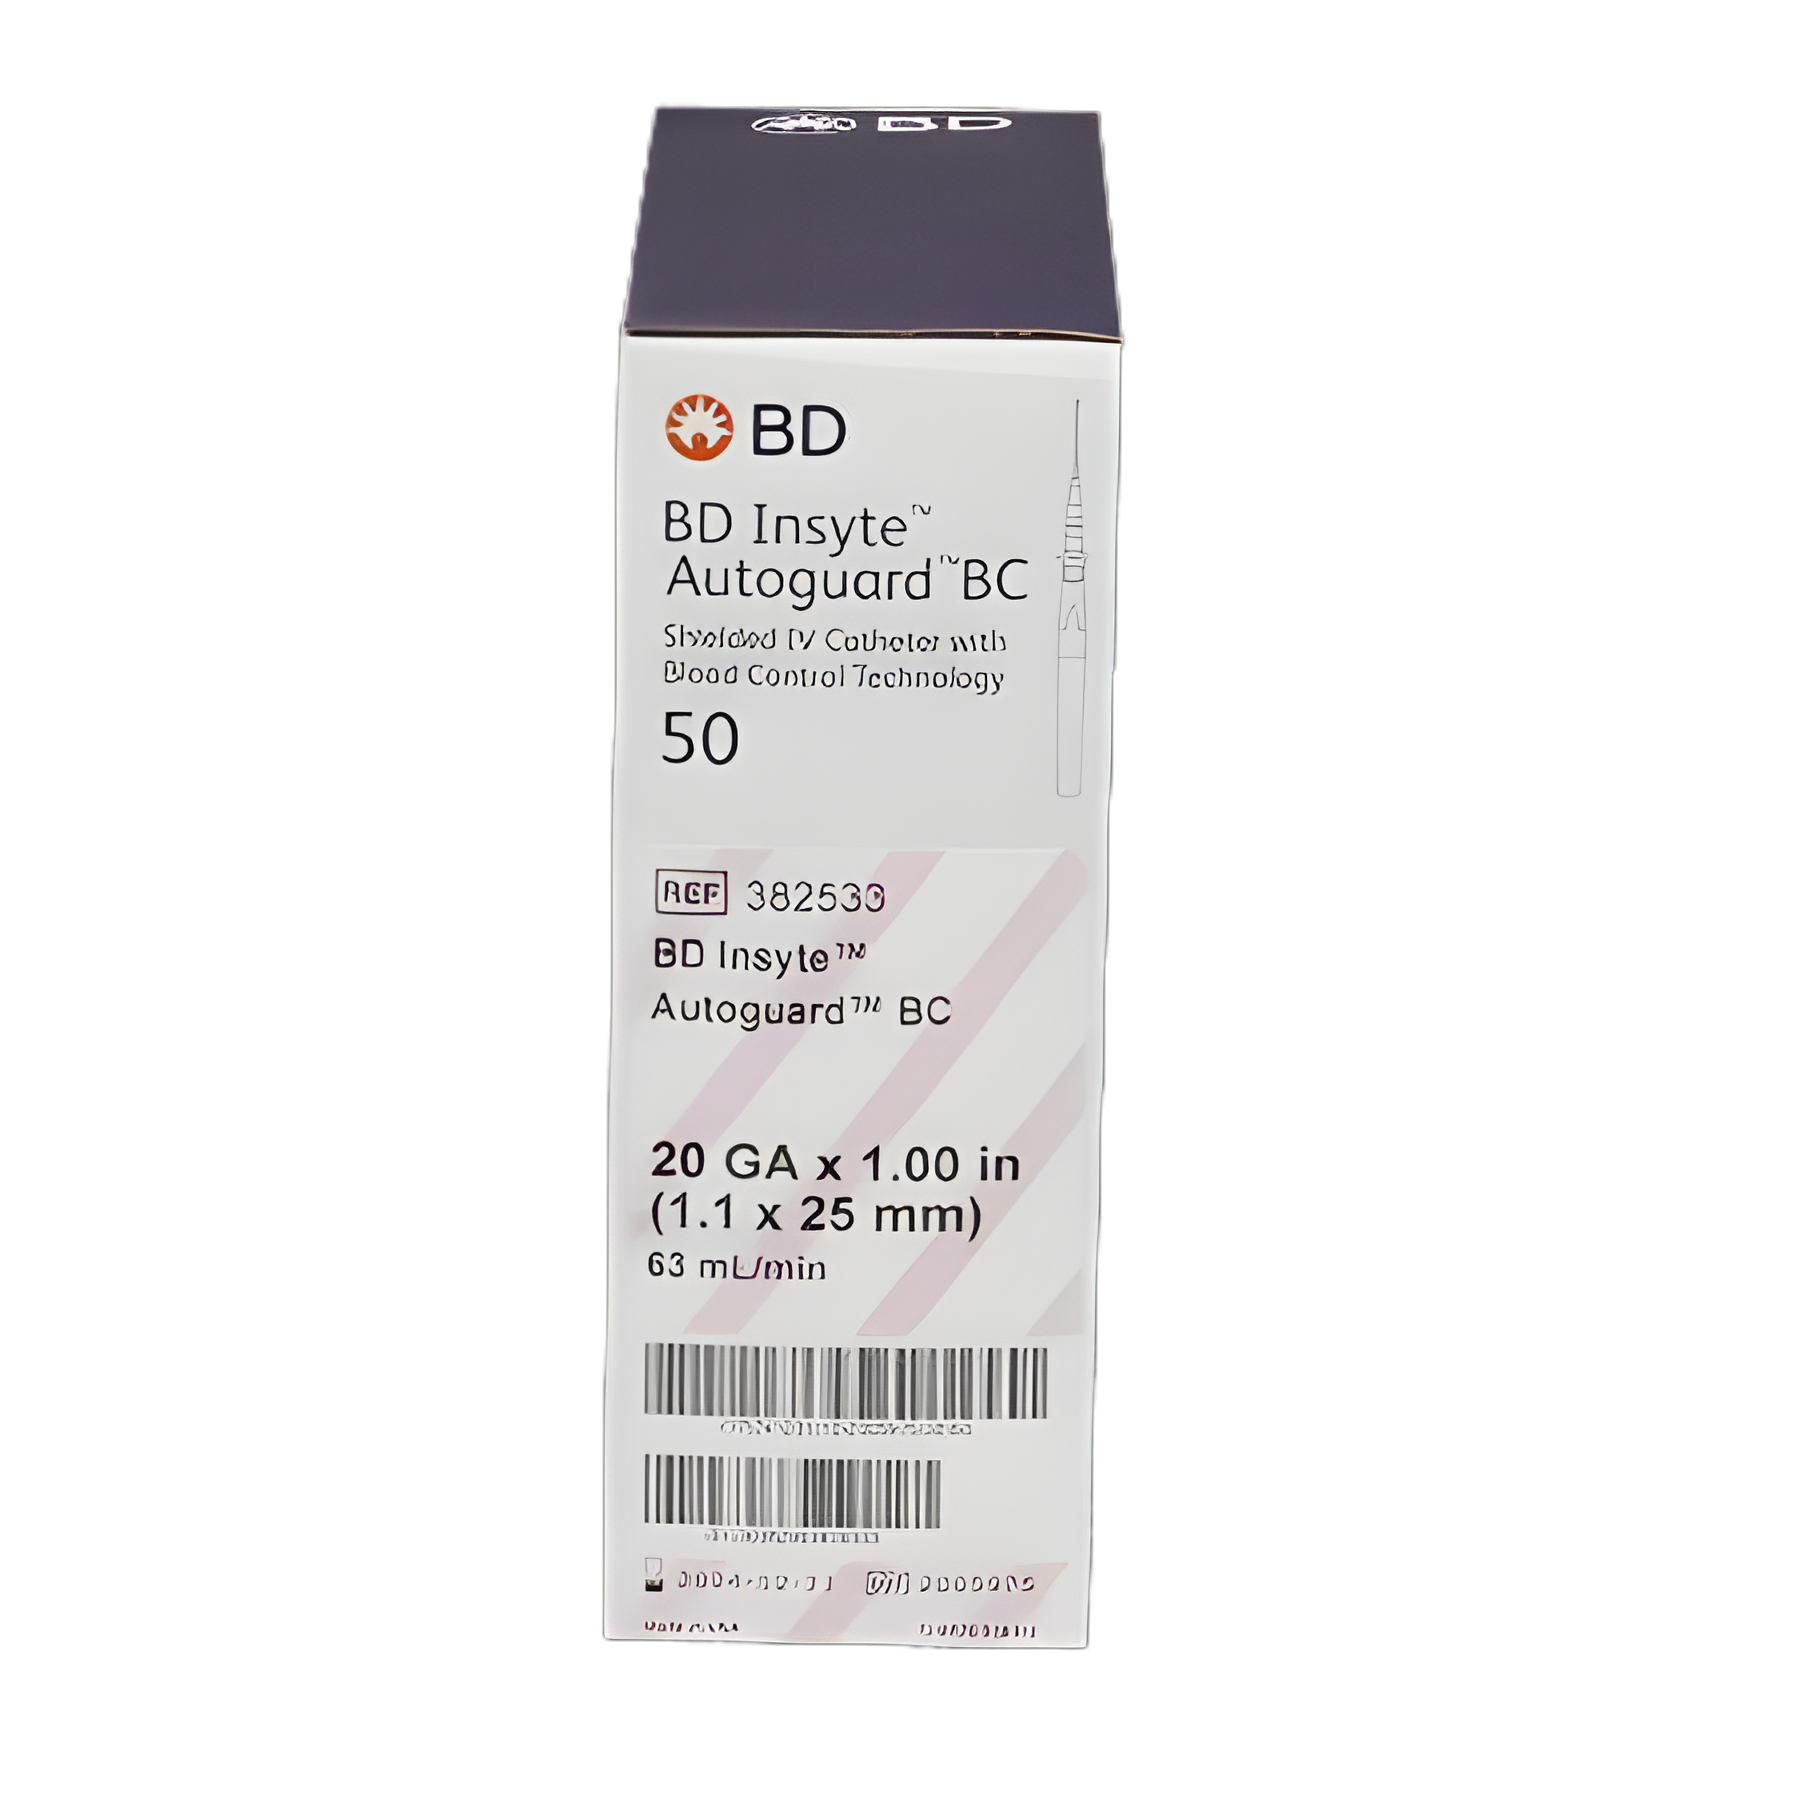 BD
BD
BD Insyte™
Autoguard™ BC
Shielded IV Catheter with
Blood Control Technology
50
REF 382530
BD Insyte™
Autoguard™ BC
20 GA x 1.00 in
(1.1 x 25 mm)
63 mL/min